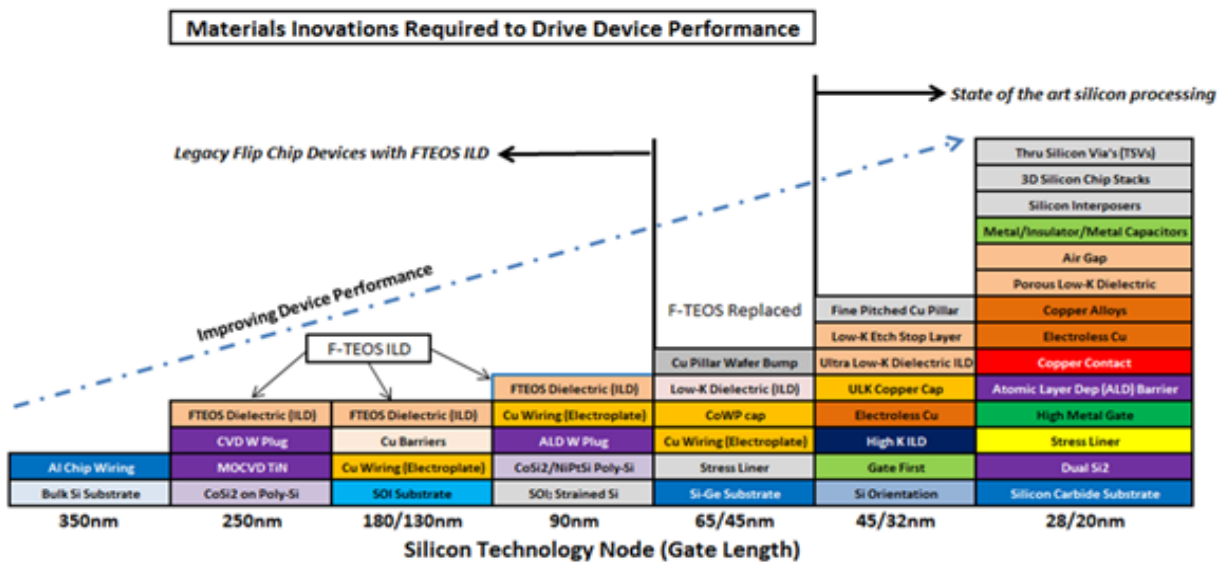 Materials Inovations Required to Drive Device Performance
State of the art silicon processing
Legacy Flip Chip Devices with FTEOS ILD
Improving Device Performance
F-TEOS ILD
F-TEOS Replaced
Al Chip Wiring
Bulk Si Substrate
350nm
FTEOS Dielectric (ILD)
CVD W Plug
MOCVD TiN
CoSi2 on Poly-Si
250nm
FTEOS Dielectric (ILD)
Cu Barriers
Cu Wiring (Electroplate)
SOI Substrate
180/130nm
FTEOS Dielectric (ILD)
Cu Wiring (Electroplate)
ALD W Plug
CoSi2/NiPtSi Poly-Si
SOI: Strained Si
90nm
Cu Pillar Wafer Bump
Low-K Dielectric (ILD)
CoWP cap
Cu Wiring (Electroplate)
Stress Liner
Si-Ge Substrate
65/45nm
Fine Pitched Cu Pillar
Low-K Etch Stop Layer
Ultra Low-K Dielectric ILD
ULK Copper Cap
Electroless Cu
High K ILD
Gate First
Si Orientation
45/32nm
Thru Silicon Via's (TSVs)
3D Silicon Chip Stacks
Silicon Interposers
Metal/Insulator/Metal Capacitors
Air Gap
Porous Low-K Dielectric
Copper Alloys
Electroless Cu
Copper Contact
Atomic Layer Dep (ALD) Barrier
High Metal Gate
Stress Liner
Dual Si2
Silicon Carbide Substrate
28/20nm
Silicon Technology Node (Gate Length)